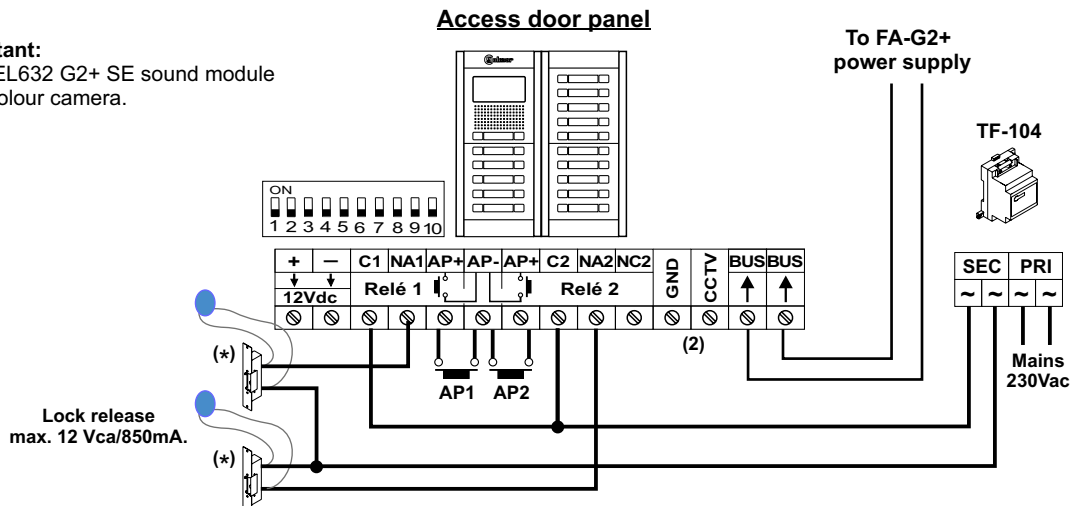 Access door panel
tant:
EL632 G2+ SE sound module
olour camera.
Golmar
To FA-G2+
power supply
TF-104
ON
1 2 3 4 5 6 7 8 9 10
+ — C1 NA1 AP+ AP- AP+ C2 NA2 NC2 GND CCTV BUS BUS
12Vdc Relé 1 Relé 2
SEC PRI
~ ~ ~ ~
(2)
(*)
AP1 AP2
Mains
230Vac
Lock release
max. 12 Vca/850mA.
(*)